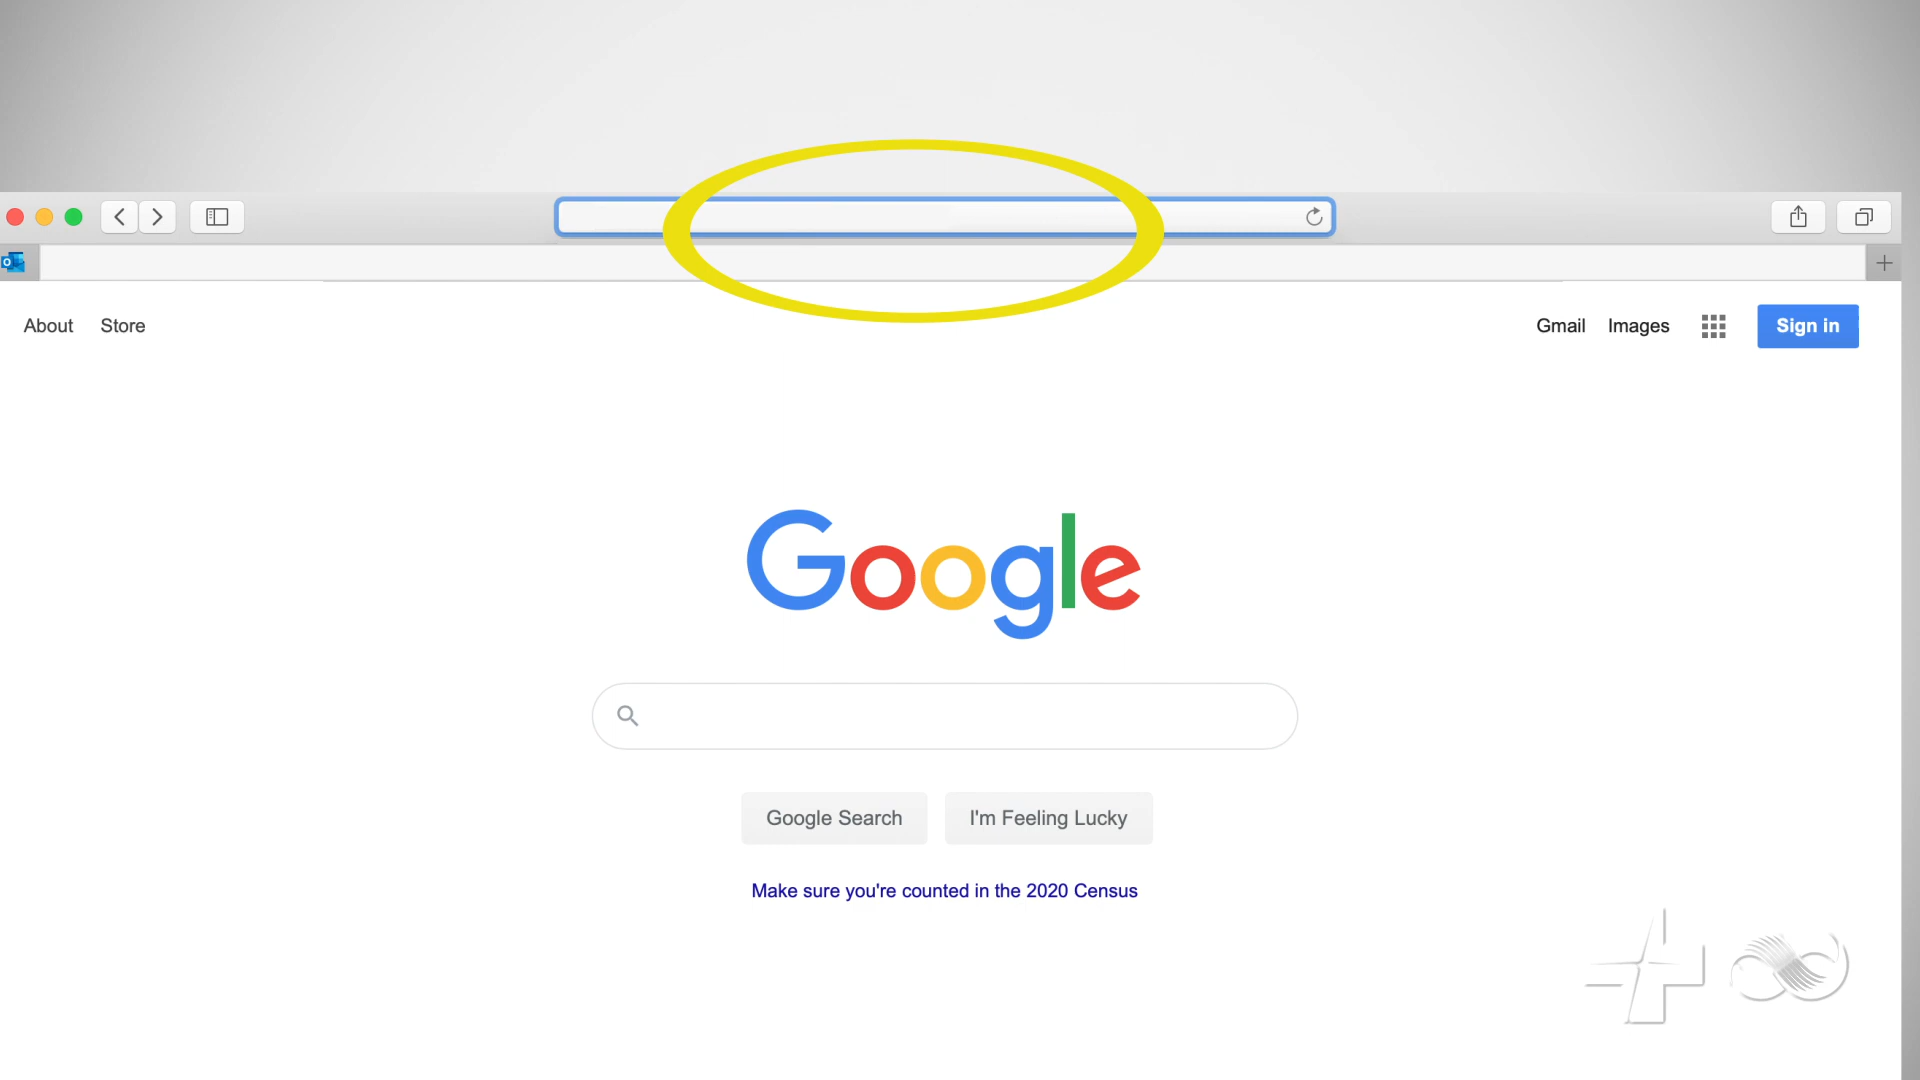 About Store
Gmail Images
Sign in
Google
Google Search
I'm Feeling Lucky
Make sure you're counted in the 2020 Census